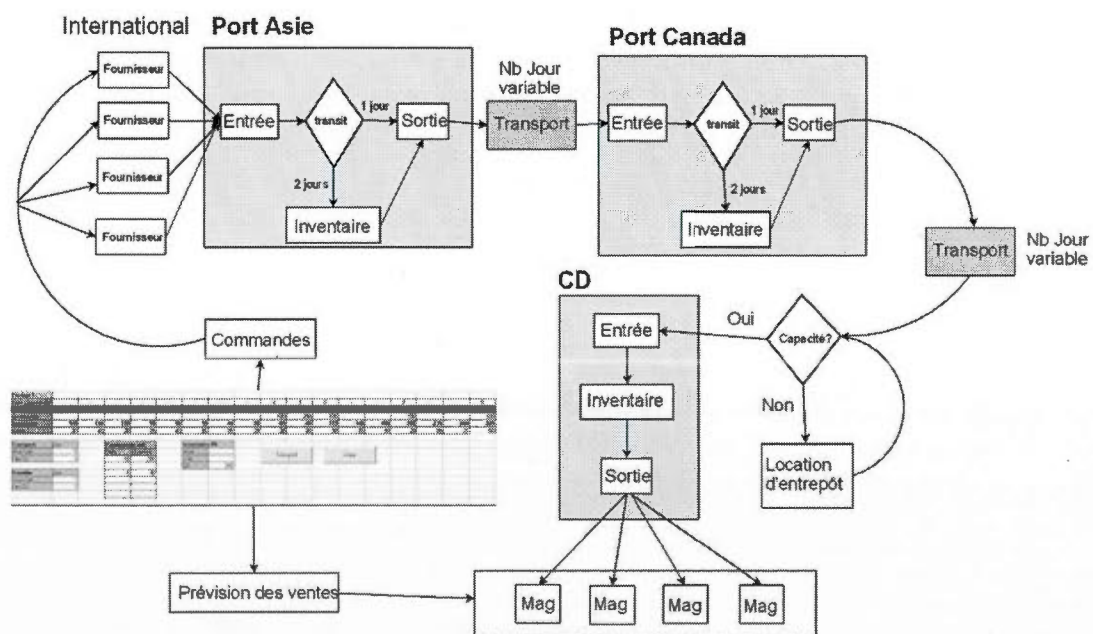 International
Port Asie
Fournisseur
Fournisseur
Fournisseur
Fournisseur
Entrée
transit
1 jour
Sortie
2 jours
Inventaire
Nb Jour
variable
Transport
Port Canada
Entrée
transit
1 jour
Sortie
2 jours
Inventaire
Transport
Nb Jour
variable
CD
Entrée
Oui
Capacité?
Inventaire
Non
Sortie
Location
d'entrepôt
Commandes
Prévision des ventes
Mag
Mag
Mag
Mag